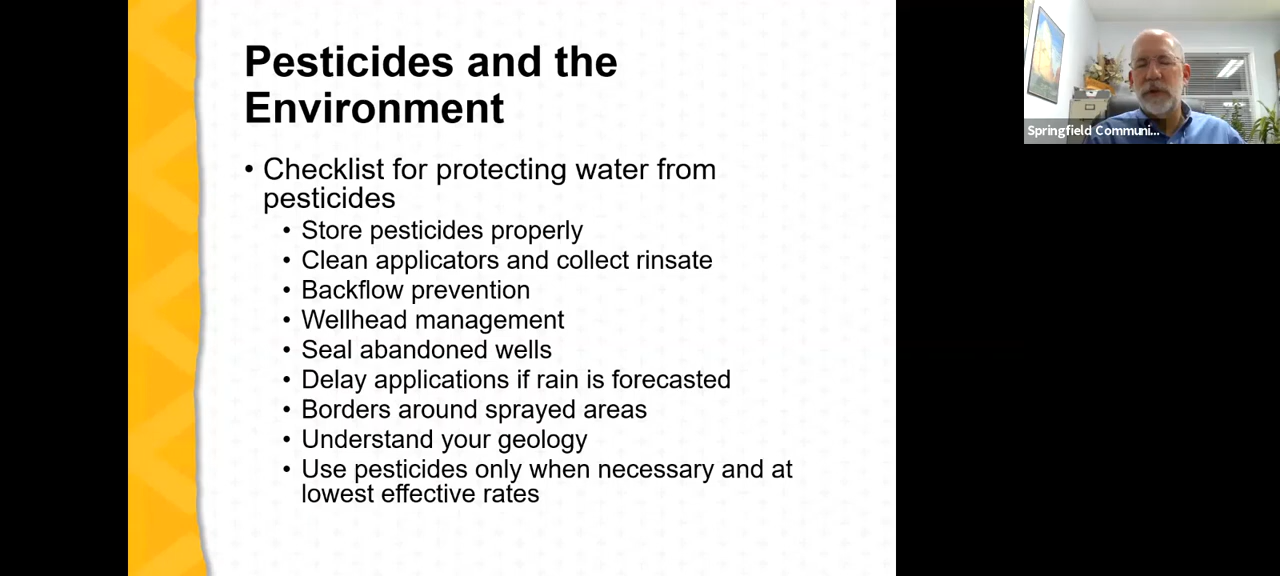 Pesticides and the
Environment
• Checklist for protecting water from
pesticides
• Store pesticides properly
• Clean applicators and collect rinsate
• Backflow prevention
• Wellhead management
• Seal abandoned wells
• Delay applications if rain is forecasted
• Borders around sprayed areas
• Understand your geology
• Use pesticides only when necessary and at
lowest effective rates
Springfield Communi...